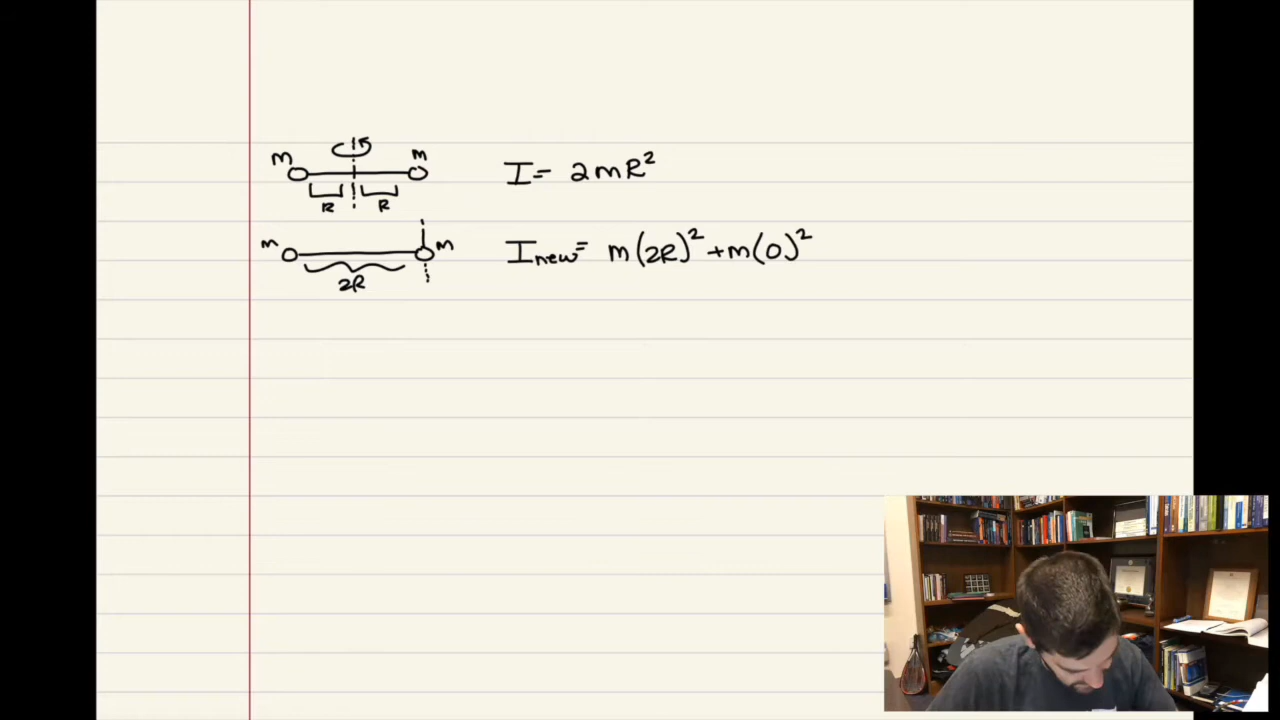 m m I = 2mR²
R R
m m I_new = m(2R)² + m(0)²
2R